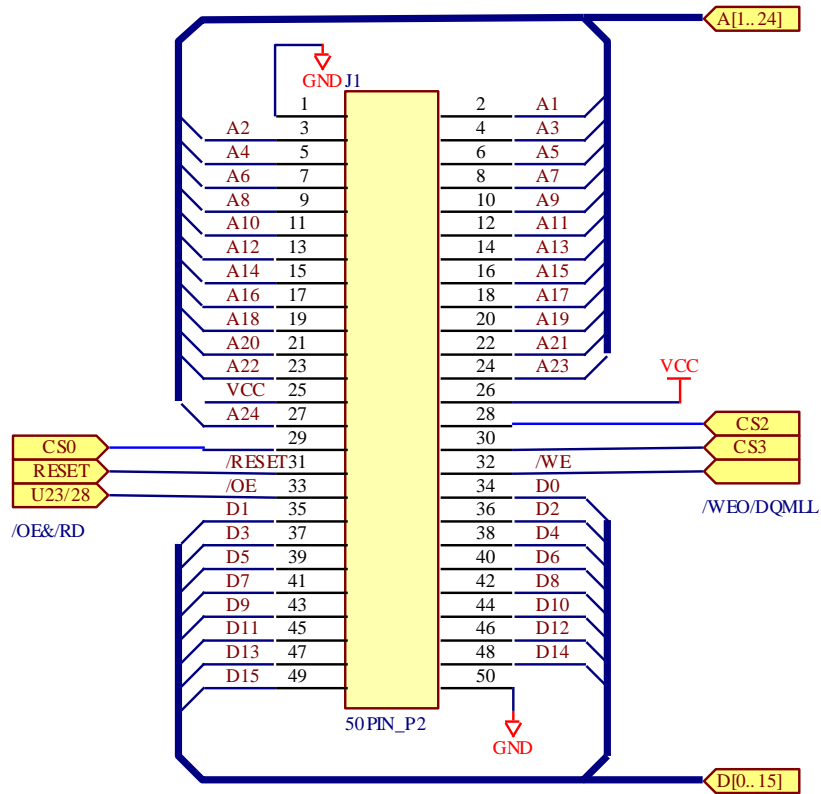 A[1..24]
GND J1
1 2 A1
A2 3 4 A3
A4 5 6 A5
A6 7 8 A7
A8 9 10 A9
A10 11 12 A11
A12 13 14 A13
A14 15 16 A15
A16 17 18 A17
A18 19 20 A19
A20 21 22 A21
A22 23 24 A23 VCC
VCC 25 26
A24 27 28 CS2
CS0 29 30 CS3
RESET /RESET 31 32 /WE
U23/28 /OE 33 34 D0
/OE&/RD D1 35 36 D2 /WEO/DQMLL
D3 37 38 D4
D5 39 40 D6
D7 41 42 D8
D9 43 44 D10
D11 45 46 D12
D13 47 48 D14
D15 49 50
50PIN_P2
GND
D[0..15]